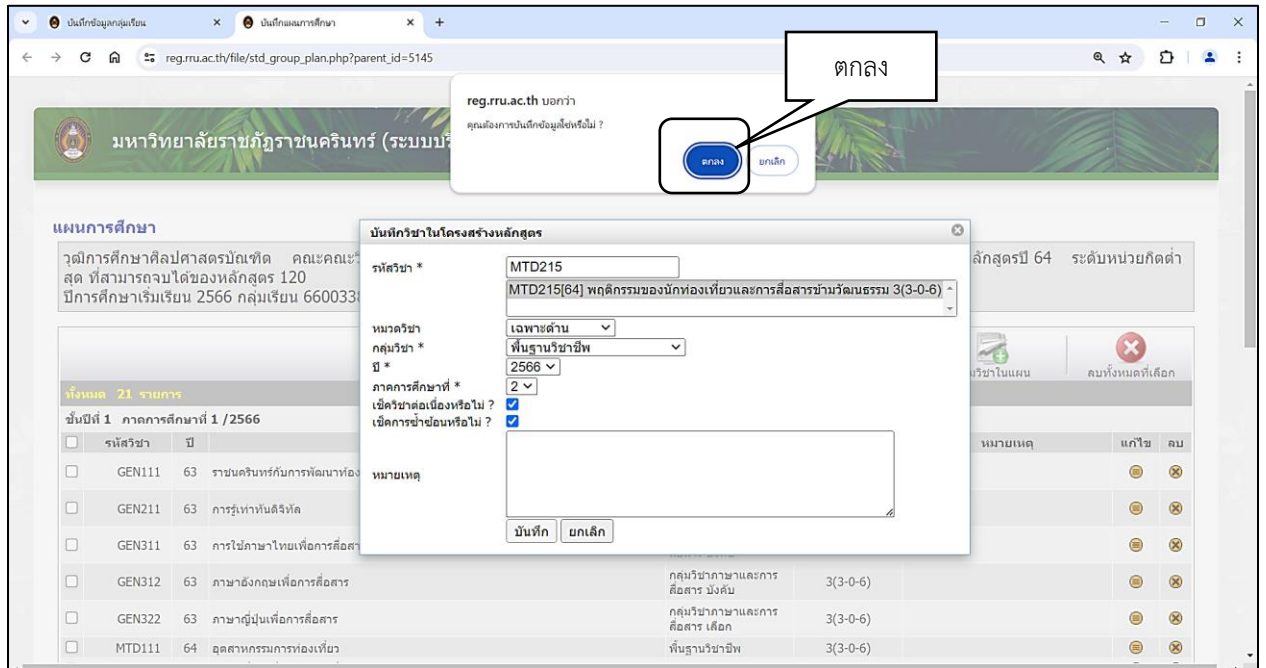 บันทึกข้อมูลกลุ่มเรียน
บันทึกแผนการศึกษา
reg.rru.ac.th/file/std_group_plan.php?parent_id=5145
ตกลง
reg.rru.ac.th บอกว่า
คุณต้องการบันทึกข้อมูลใช่หรือไม่ ?
ตกลง ยกเลิก
มหาวิทยาลัยราชภัฏราชนครินทร์ (ระบบบริ
แผนการศึกษา
วุฒิการศึกษาศิลปศาสตรบัณฑิต คณะคณะวิ
ลักสูตรปี 64 ระดับหน่วยกิตต่ำ
สุด ที่สามารถจบได้ของหลักสูตร 120
ปีการศึกษาเริ่มเรียน 2566 กลุ่มเรียน 6600338
บันทึกวิชาในโครงสร้างหลักสูตร
รหัสวิชา * MTD215
MTD215[64] พฤติกรรมของนักท่องเที่ยวและการสื่อสารข้ามวัฒนธรรม 3(3-0-6)
หมวดวิชา เฉพาะด้าน
กลุ่มวิชา * พื้นฐานวิชาชีพ
ปี * 2566
ภาคการศึกษาที่ * 2
เช็ควิชาต่อเนื่องหรือไม่ ?
เช็คการซ้ำซ้อนหรือไม่ ?
หมายเหตุ
บันทึก ยกเลิก
วิชาในแผน ลบทั้งหมดที่เลือก
ทั้งหมด 21 รายการ
ชั้นปีที่ 1 ภาคการศึกษาที่ 1 /2566
รหัสวิชา ปี หมายเหตุ แก้ไข ลบ
GEN111 63 ราชนครินทร์กับการพัฒนาท้อง
GEN211 63 การรู้เท่าทันดิจิทัล
GEN311 63 การใช้ภาษาไทยเพื่อการสื่อสา
GEN312 63 ภาษาอังกฤษเพื่อการสื่อสาร กลุ่มวิชาภาษาและการสื่อสาร บังคับ 3(3-0-6)
GEN322 63 ภาษาญี่ปุ่นเพื่อการสื่อสาร กลุ่มวิชาภาษาและการสื่อสาร เลือก 3(3-0-6)
MTD111 64 อุตสาหกรรมการท่องเที่ยว พื้นฐานวิชาชีพ 3(3-0-6)